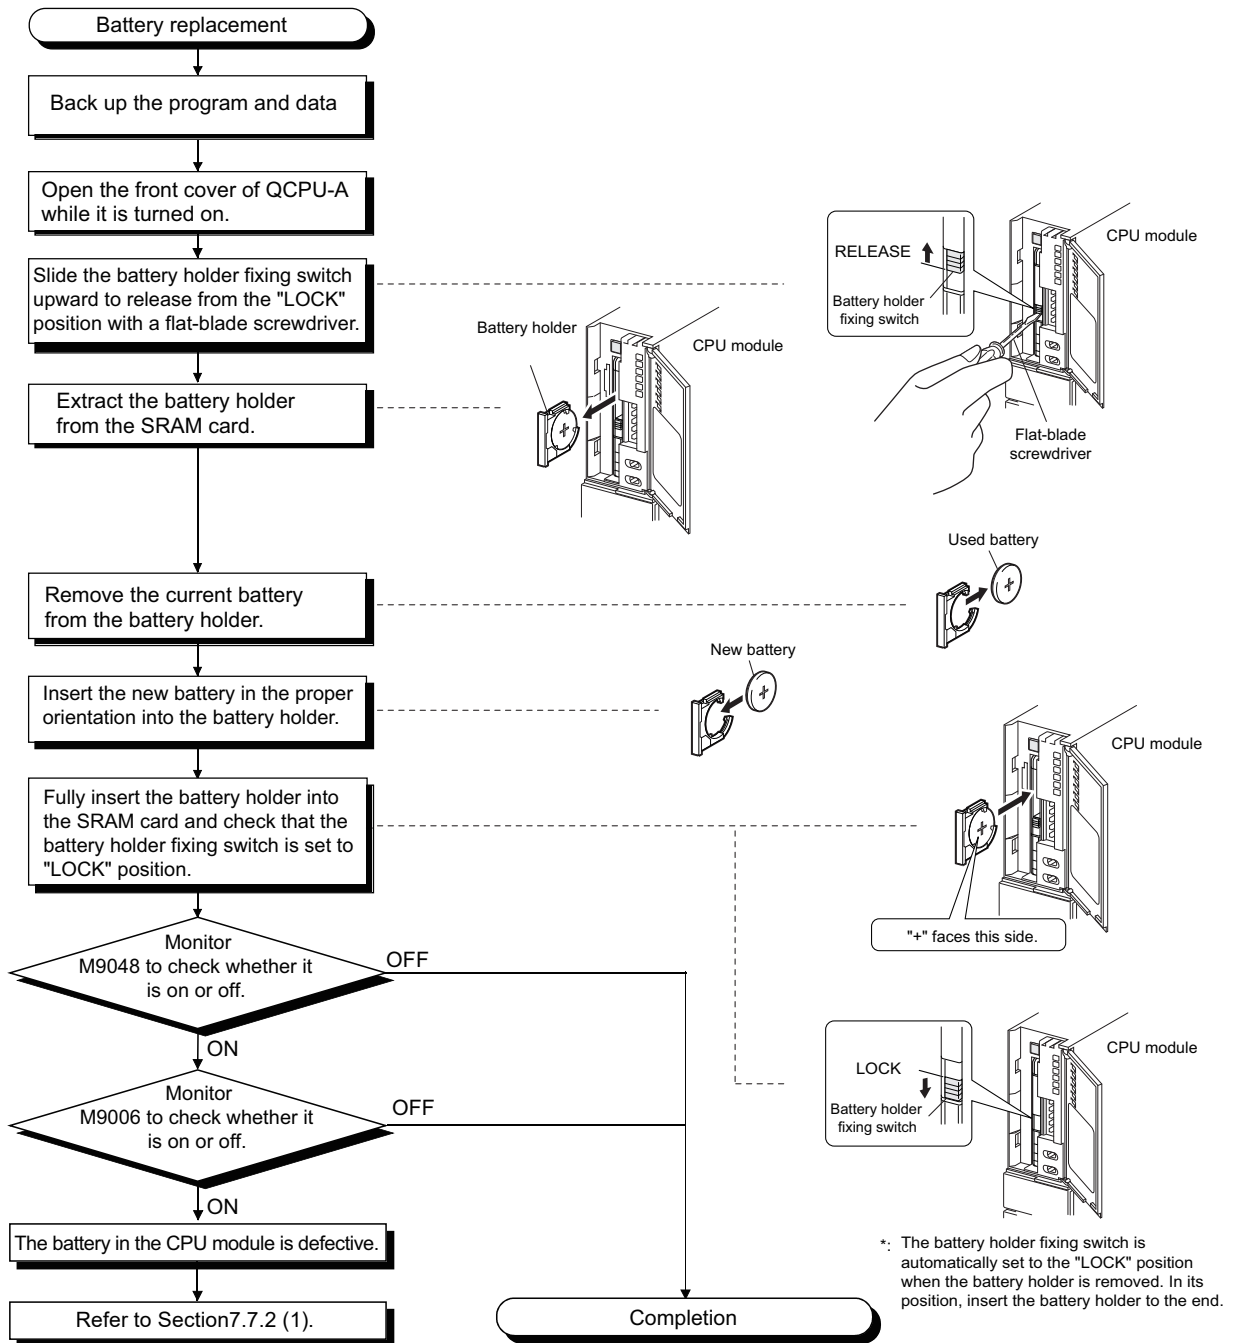 Battery replacement
Back up the program and data
Open the front cover of QCPU-A
while it is turned on.
Slide the battery holder fixing switch
upward to release from the "LOCK"
position with a flat-blade screwdriver.
RELEASE
Battery holder
fixing switch
CPU module
Flat-blade
screwdriver
Extract the battery holder
from the SRAM card.
Battery holder
CPU module
Remove the current battery
from the battery holder.
Used battery
Insert the new battery in the proper
orientation into the battery holder.
New battery
Fully insert the battery holder into
the SRAM card and check that the
battery holder fixing switch is set to
"LOCK" position.
CPU module
"+" faces this side.
LOCK
Battery holder
fixing switch
CPU module
*: The battery holder fixing switch is
automatically set to the "LOCK" position
when the battery holder is removed. In its
position, insert the battery holder to the end.
Monitor
M9048 to check whether it
is on or off.
OFF
ON
Monitor
M9006 to check whether it
is on or off.
OFF
ON
The battery in the CPU module is defective.
Refer to Section7.7.2 (1).
Completion